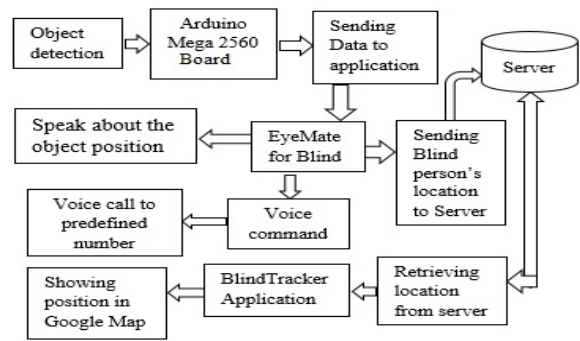 Object
detection
Arduino
Mega 2560
Board
Sending
Data to
application
Server
Speak about the
object position
EyeMate
for Blind
Sending
Blind
person's
location
to Server
Voice call to
predefined
number
Voice
command
Showing
position in
Google Map
BlindTracker
Application
Retrieving
location
from server